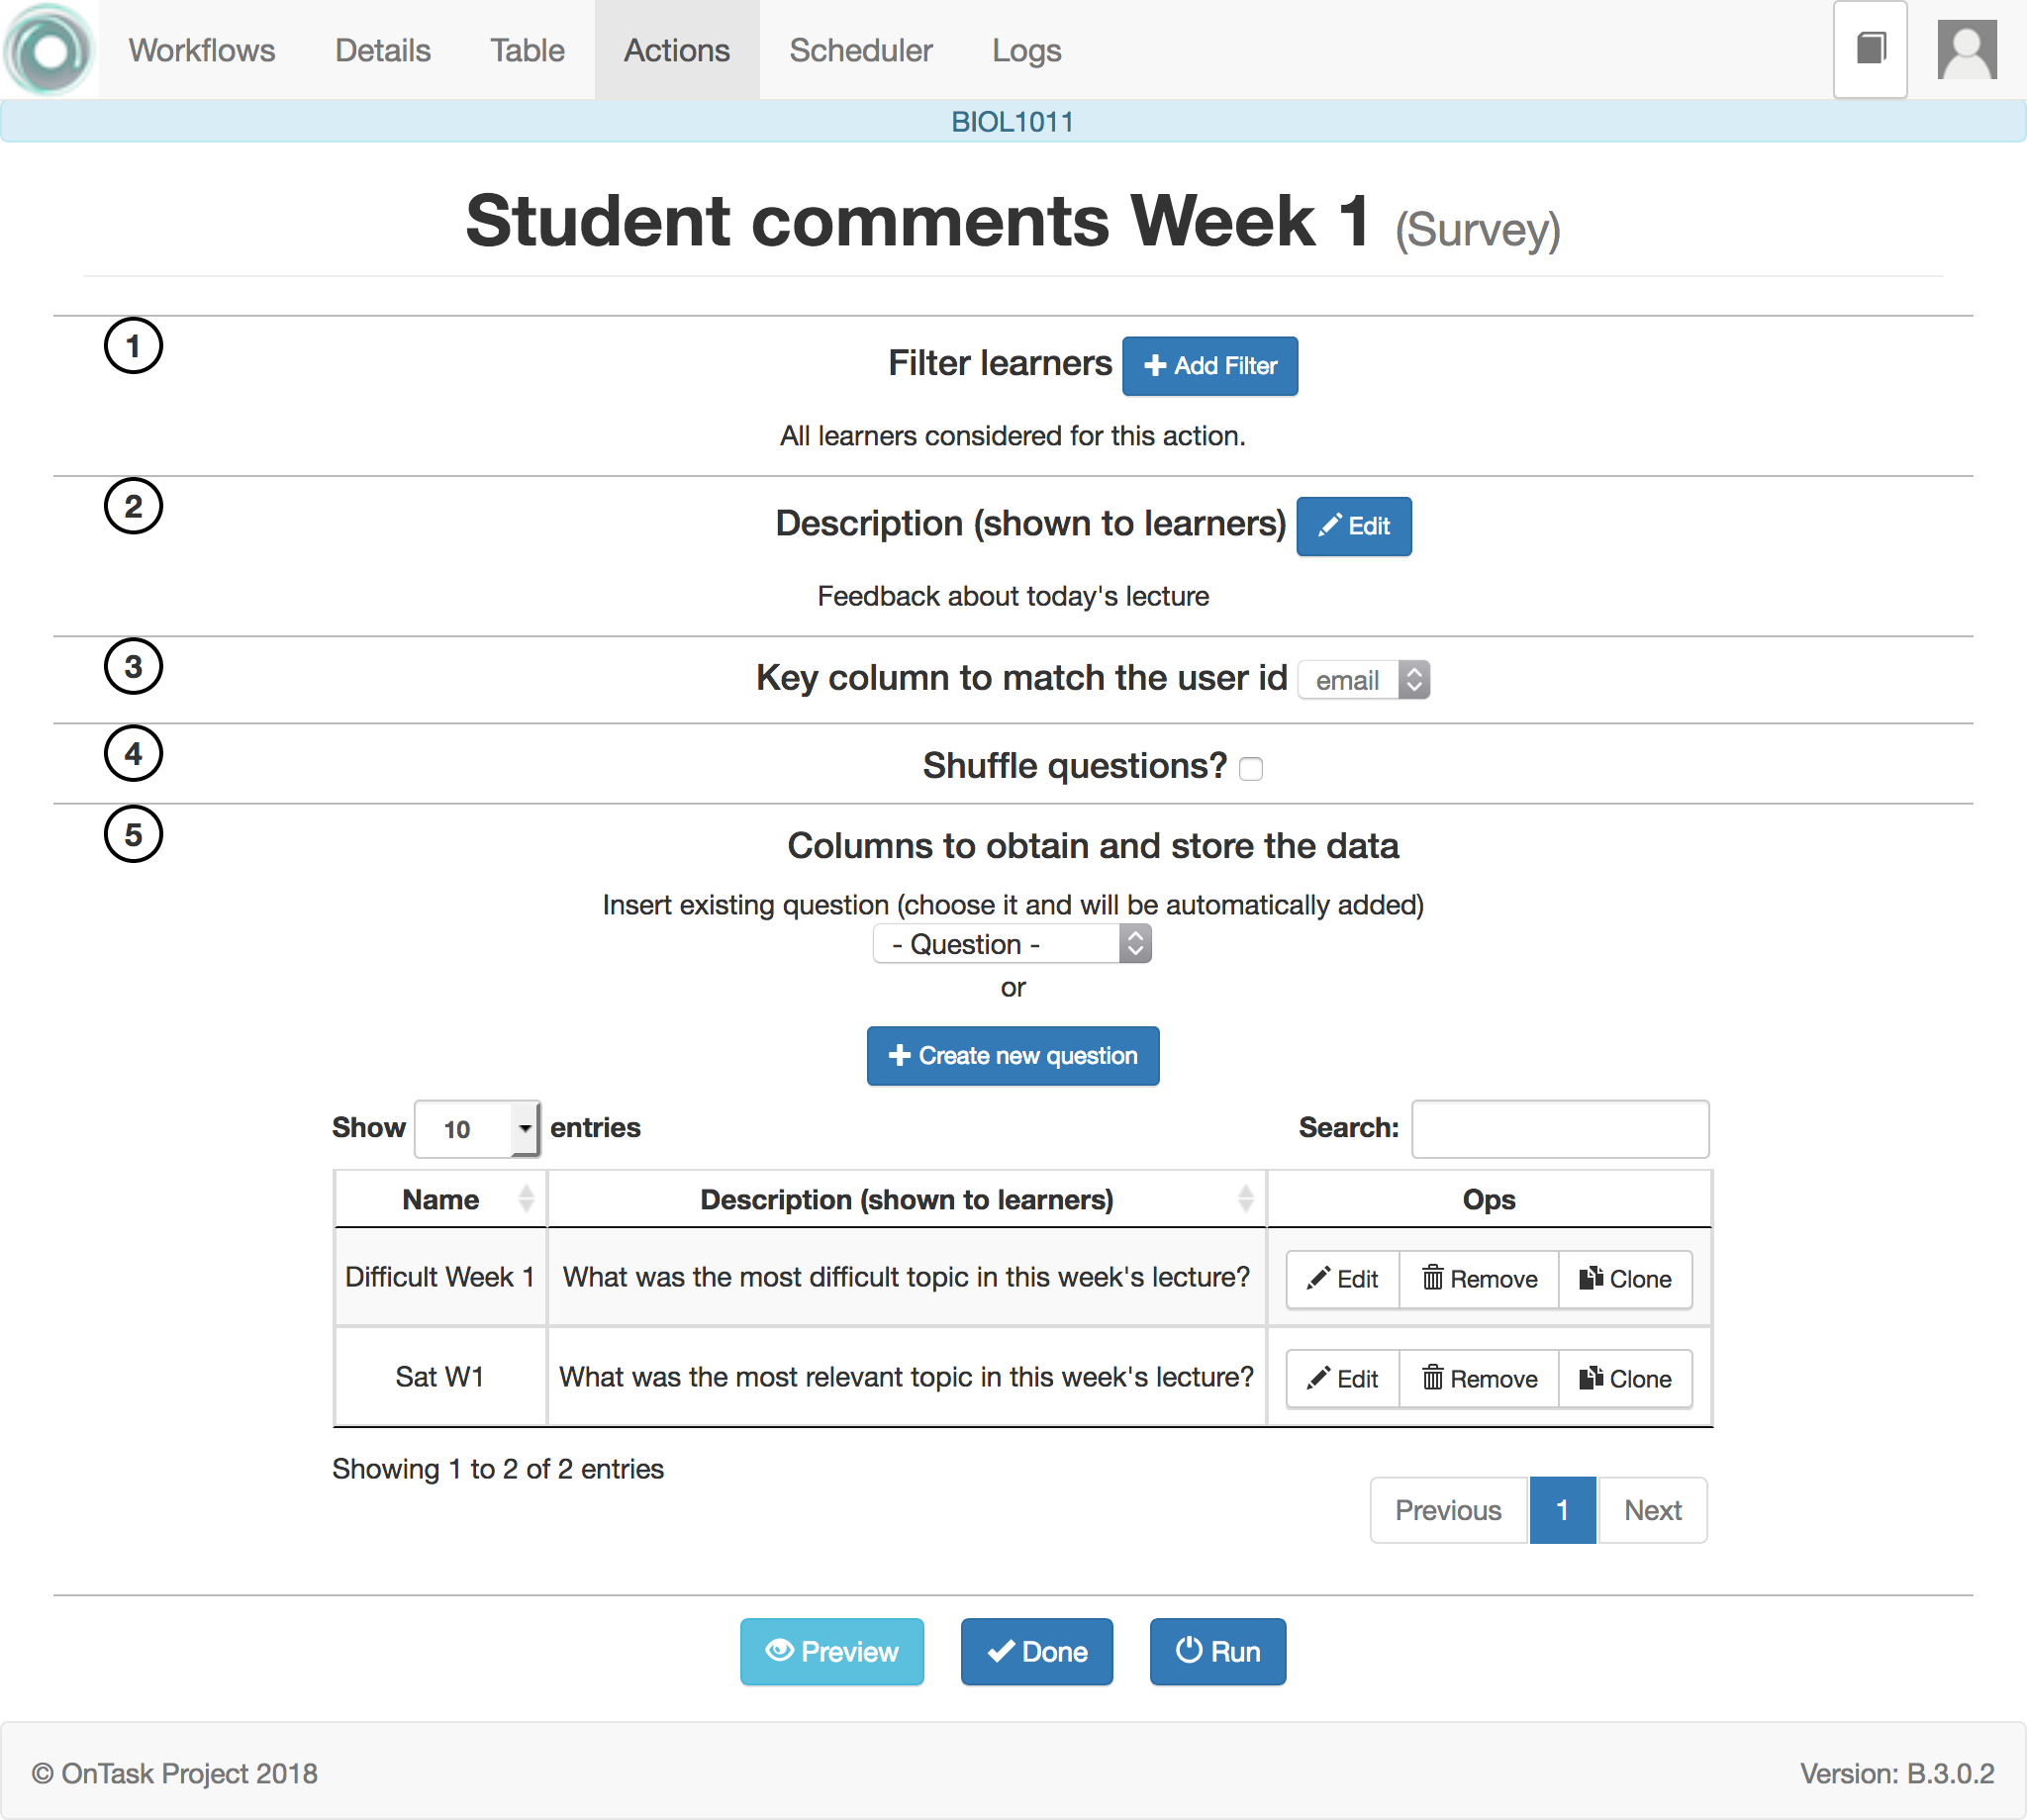 Workflows Details Table Actions Scheduler Logs
BIOL1011
Student comments Week 1 (Survey)
1
Filter learners Add Filter
All learners considered for this action.
2
Description (shown to learners) Edit
Feedback about today's lecture
3
Key column to match the user id email
4
Shuffle questions?
5
Columns to obtain and store the data
Insert existing question (choose it and will be automatically added)
- Question -
or
Create new question
Show 10 entries Search:
Name Description (shown to learners) Ops
Difficult Week 1 What was the most difficult topic in this week's lecture? Edit Remove Clone
Sat W1 What was the most relevant topic in this week's lecture? Edit Remove Clone
Showing 1 to 2 of 2 entries
Previous 1 Next
Preview Done Run
© OnTask Project 2018 Version: B.3.0.2